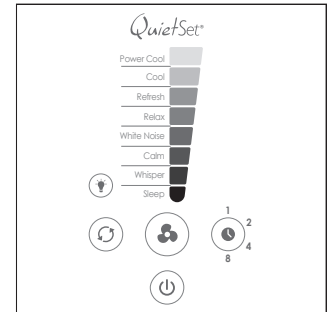 QuietSet®
Power Cool
Cool
Refresh
Relax
White Noise
Calm
Whisper
Sleep
1
2
4
8